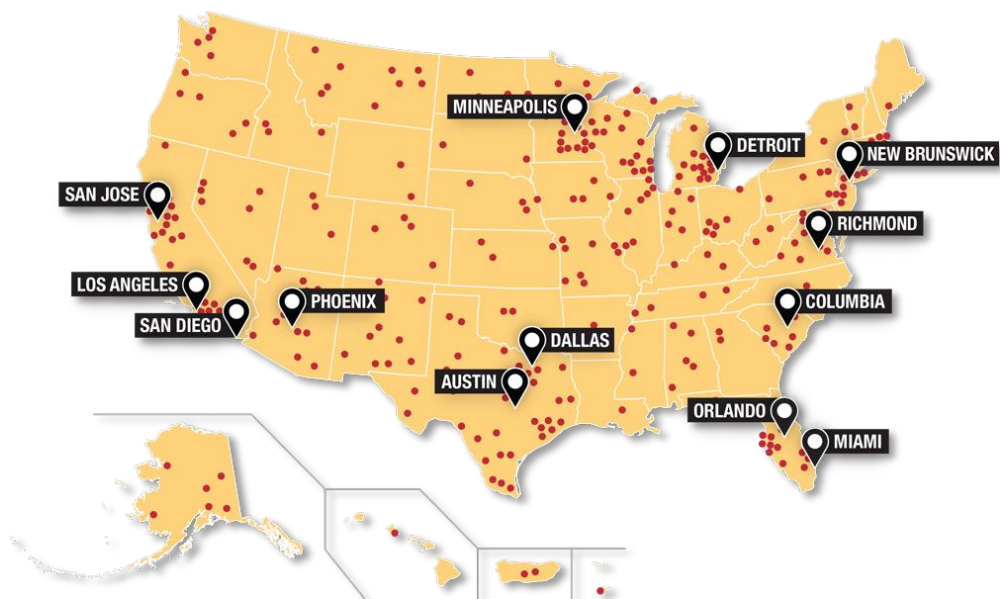 MINNEAPOLIS
DETROIT
NEW BRUNSWICK
SAN JOSE
RICHMOND
LOS ANGELES
PHOENIX
COLUMBIA
SAN DIEGO
DALLAS
AUSTIN
ORLANDO
MIAMI